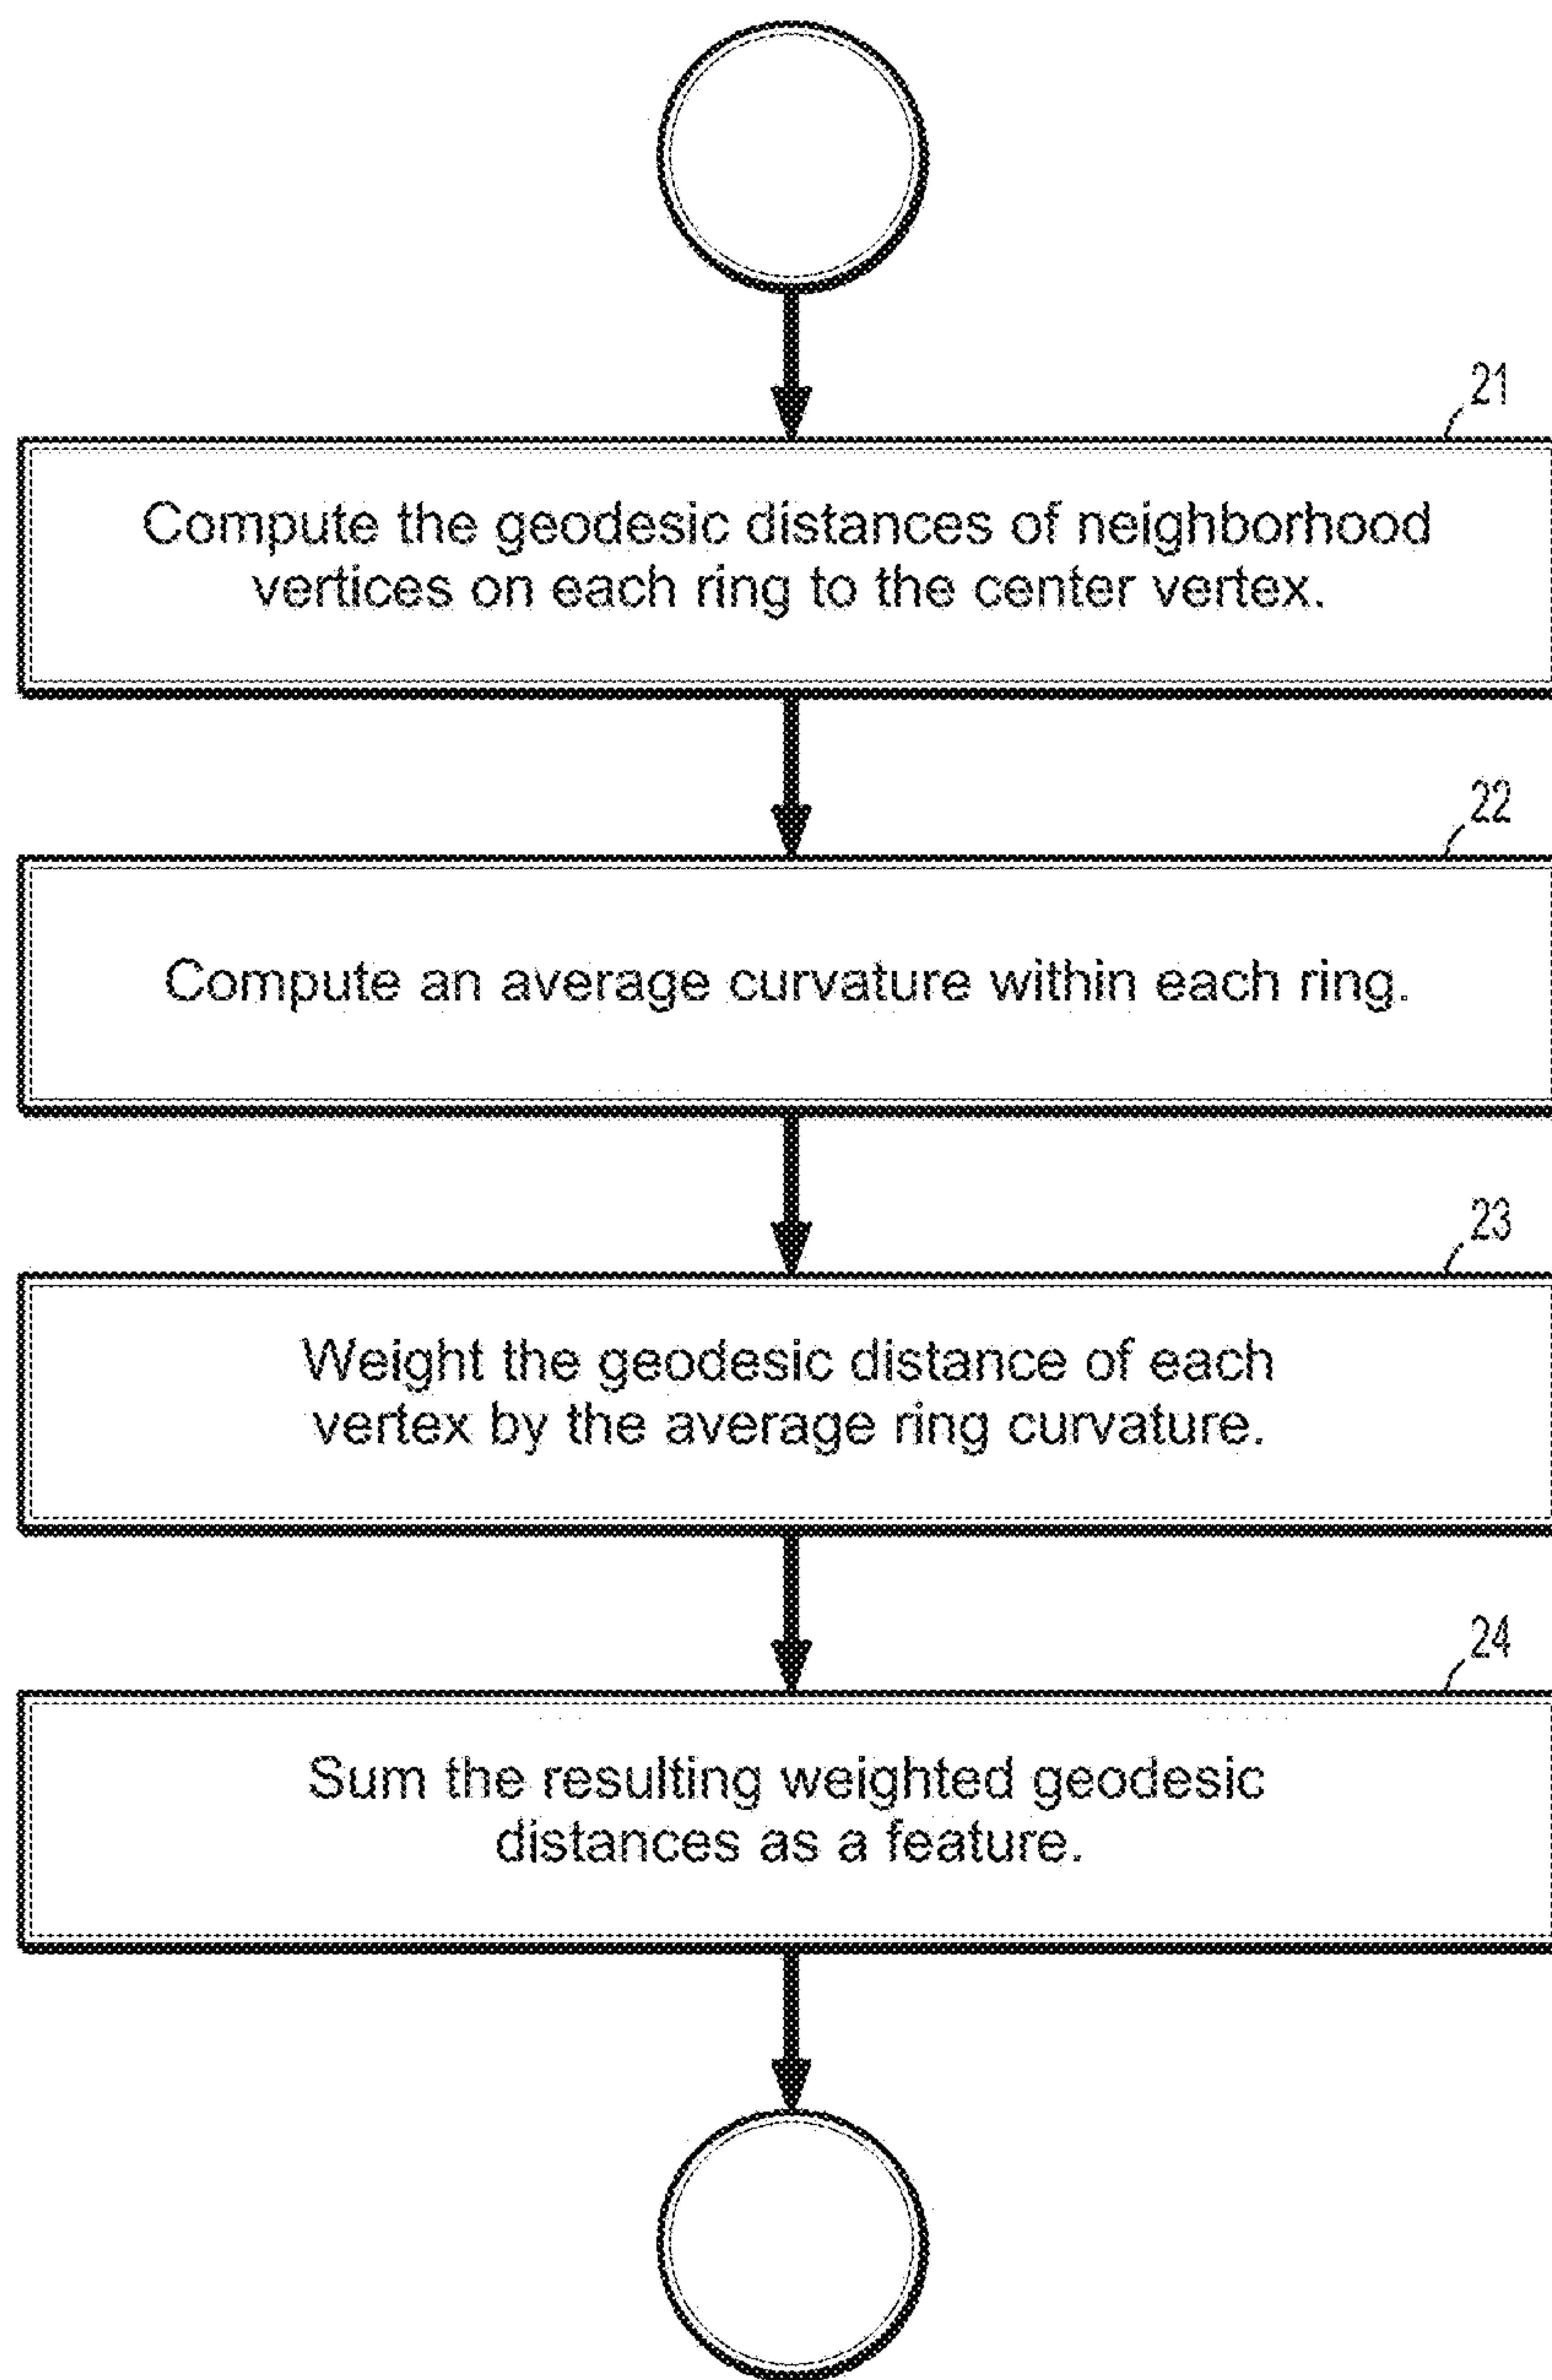 21
Compute the geodesic distances of neighborhood
vertices on each ring to the center vertex.
22
Compute an average curvature within each ring.
23
Weight the geodesic distance of each
vertex by the average ring curvature.
24
Sum the resulting weighted geodesic
distances as a feature.